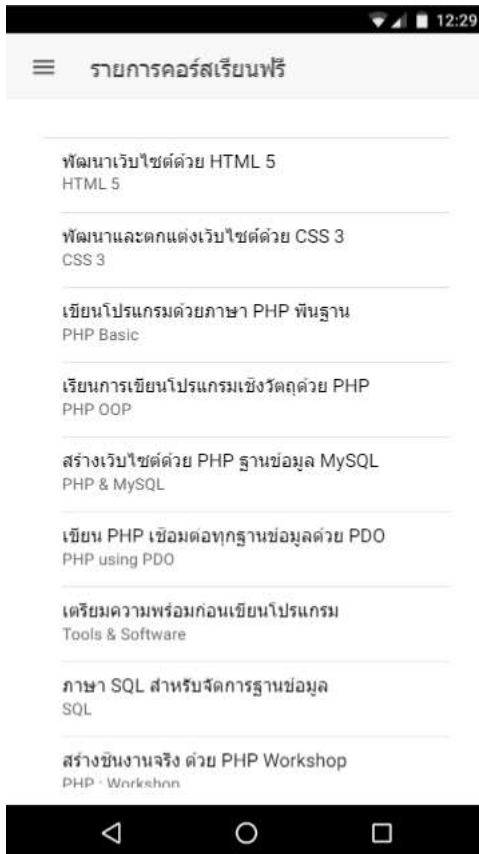 12:29
รายการคอร์สเรียนฟรี
พัฒนาเว็บไซต์ด้วย HTML 5
HTML 5
พัฒนาและตกแต่งเว็บไซต์ด้วย CSS 3
CSS 3
เขียนโปรแกรมด้วยภาษา PHP พื้นฐาน
PHP Basic
เรียนการเขียนโปรแกรมเชิงวัตถุด้วย PHP
PHP OOP
สร้างเว็บไซต์ด้วย PHP ฐานข้อมูล MySQL
PHP & MySQL
เขียน PHP เชื่อมต่อทุกฐานข้อมูลด้วย PDO
PHP using PDO
เตรียมความพร้อมก่อนเขียนโปรแกรม
Tools & Software
ภาษา SQL สำหรับจัดการฐานข้อมูล
SQL
สร้างชิ้นงานจริง ด้วย PHP Workshop
PHP : Workshop